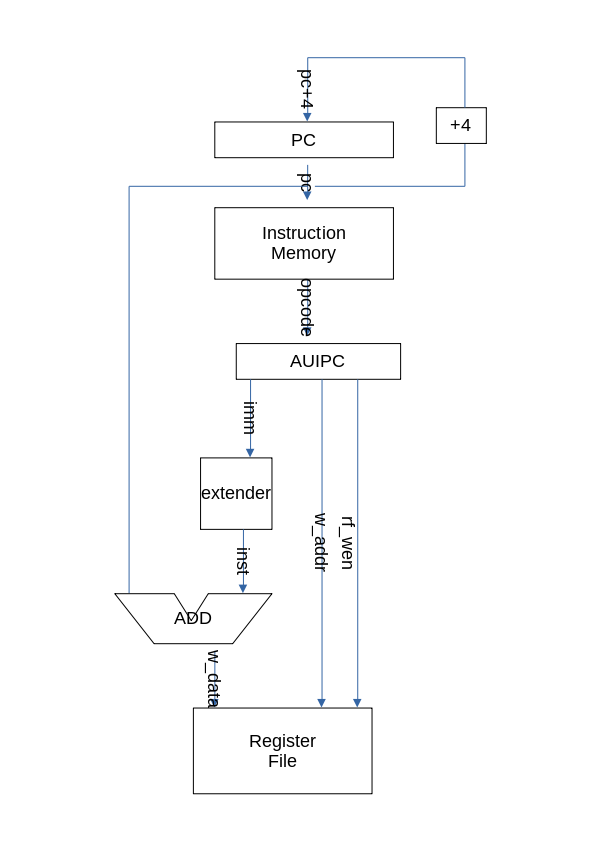 pc+4
+4
PC
pc
Instruction
Memory
opcode
AUIPC
imm
extender
w_addr
rf_wen
inst
ADD
w_data
Register
File